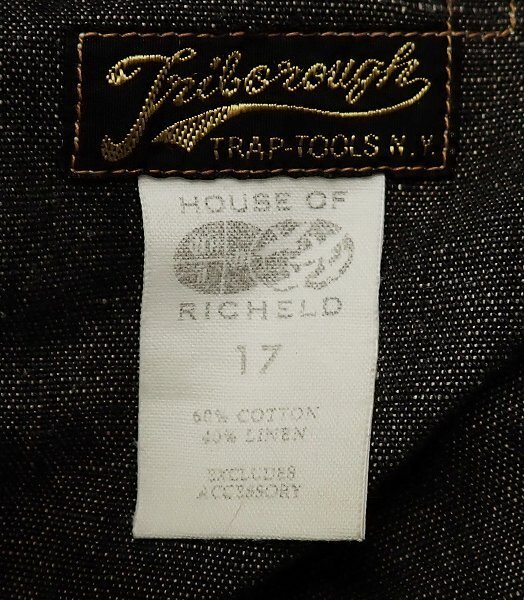 Triborough
TRAP-TOOLS N.Y.
HOUSE OF
RICHELD
17
60% COTTON
40% LINEN
EXCLUDES
ACCESSORY